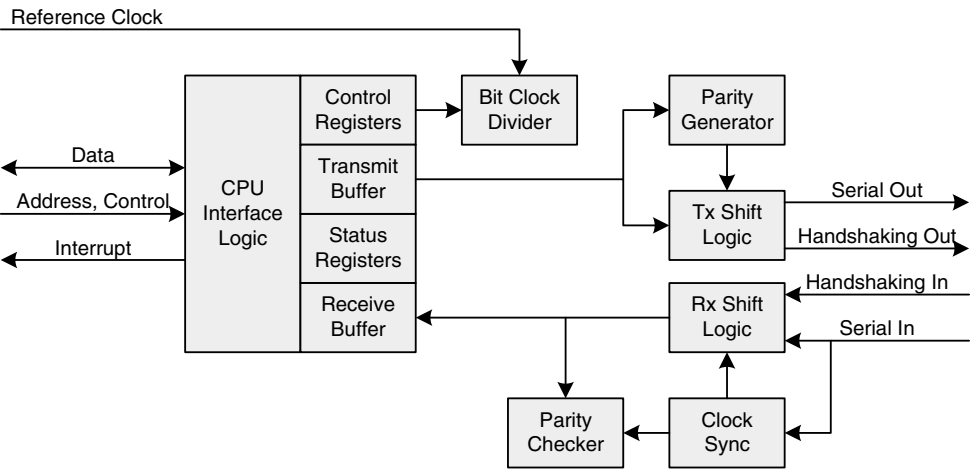 Reference Clock
Control
Registers
Bit Clock
Divider
Parity
Generator
Data
Transmit
Buffer
CPU
Interface
Logic
Address, Control
Tx Shift
Logic
Serial Out
Handshaking Out
Interrupt
Status
Registers
Receive
Buffer
Rx Shift
Logic
Handshaking In
Serial In
Parity
Checker
Clock
Sync